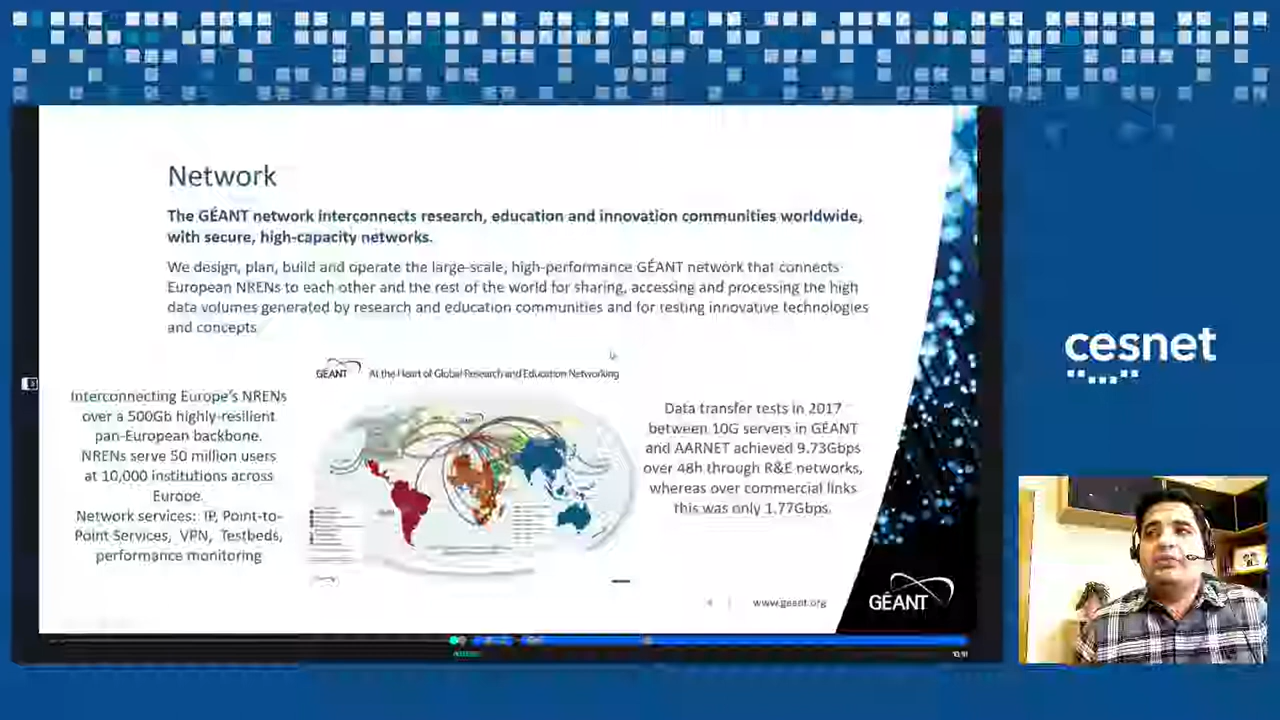 Network
The GÉANT network interconnects research, education and innovation communities worldwide,
with secure, high-capacity networks.
We design, plan, build and operate the large-scale, high-performance GÉANT network that connects
European NRENs to each other and the rest of the world for sharing, accessing and processing the high
data volumes generated by research and education communities and for testing innovative technologies
and concepts
GÉANT At the Heart of Global Research and Education Networking
Interconnecting Europe's NRENs
over a 500Gb highly-resilient
pan-European backbone.
NRENs serve 50 million users
at 10,000 institutions across
Europe.
Network services: IP, Point-to-
Point Services, VPN, Testbeds,
performance monitoring
Data transfer tests in 2017
between 10G servers in GÉANT
and AARNET achieved 9.73Gbps
over 48h through R&E networks,
whereas over commercial links
this was only 1.77Gbps.
www.geant.org
GÉANT
cesnet